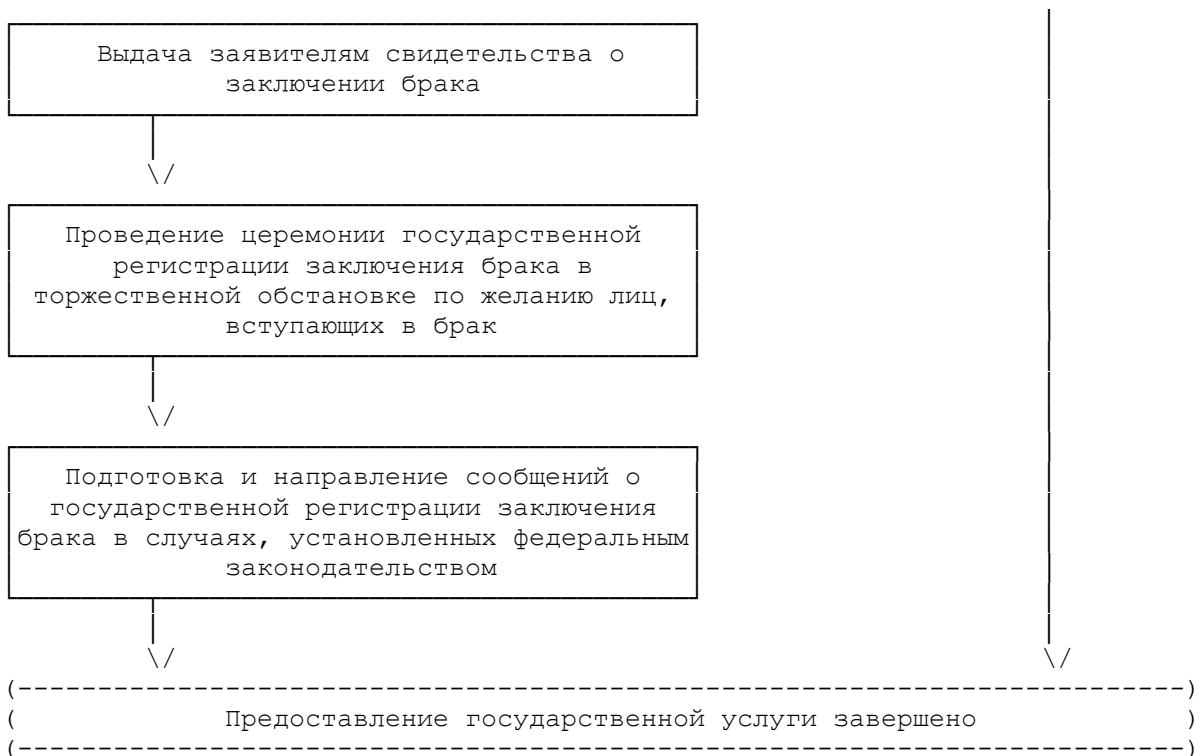 Выдача заявителям свидетельства о
заключении брака
\/
Проведение церемонии государственной
регистрации заключения брака в
торжественной обстановке по желанию лиц,
вступающих в брак
\/
Подготовка и направление сообщений о
государственной регистрации заключения
брака в случаях, установленных федеральным
законодательством
\/ \/
(-------------------------------------------------------------------------)
( Предоставление государственной услуги завершено )
(-------------------------------------------------------------------------)